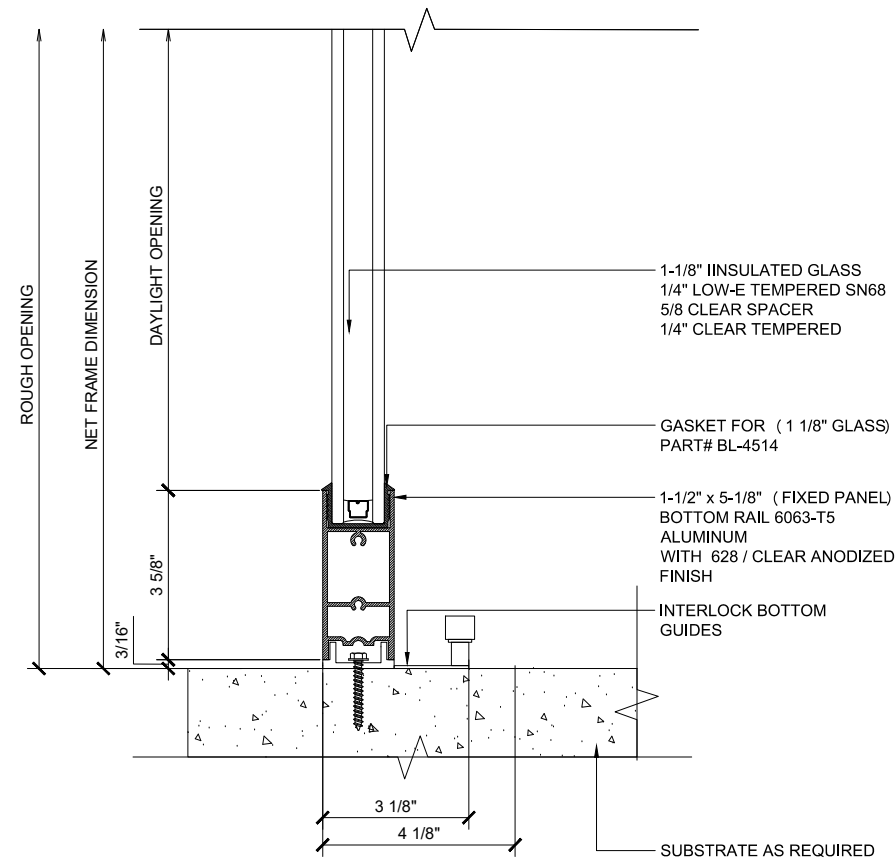 ROUGH OPENING
NET FRAME DIMENSION
DAYLIGHT OPENING
3 5/8"
3/16"
1-1/8" IINSULATED GLASS
1/4" LOW-E TEMPERED SN68
5/8 CLEAR SPACER
1/4" CLEAR TEMPERED
GASKET FOR ( 1 1/8" GLASS)
PART# BL-4514
1-1/2" x 5-1/8" ( FIXED PANEL)
BOTTOM RAIL 6063-T5
ALUMINUM
WITH 628 / CLEAR ANODIZED
FINISH
INTERLOCK BOTTOM
GUIDES
3 1/8"
4 1/8"
SUBSTRATE AS REQUIRED